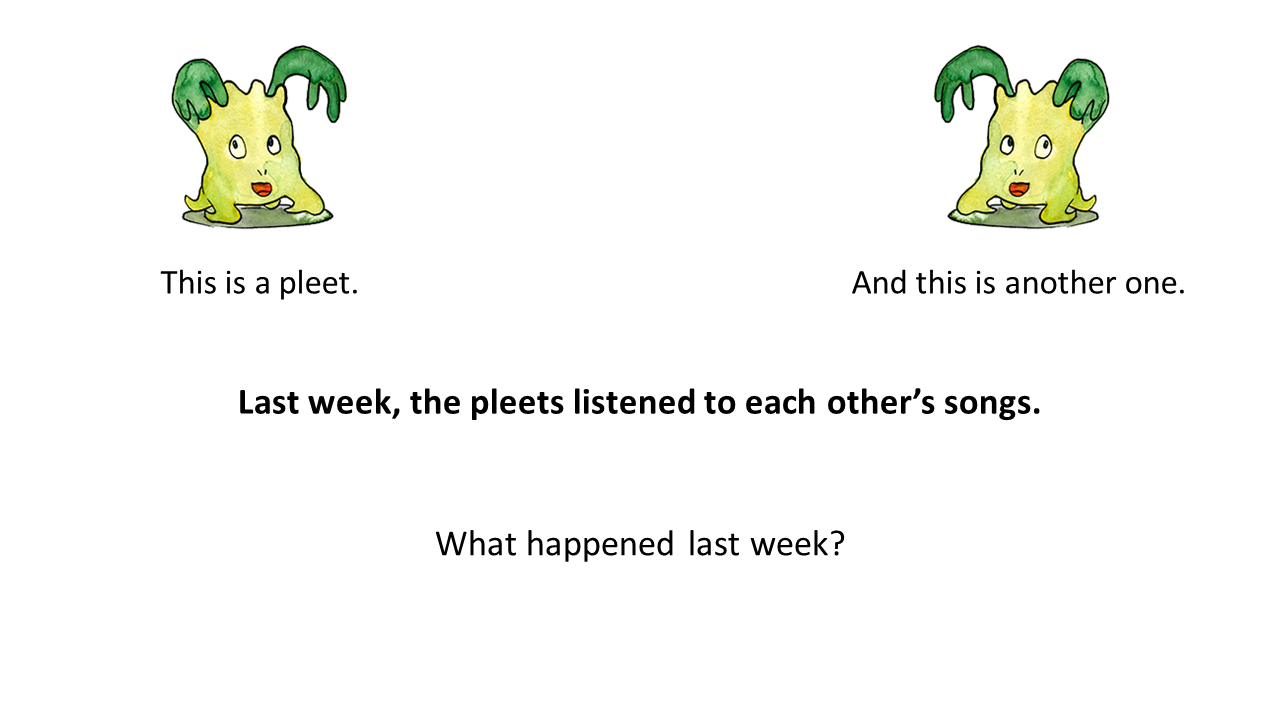 This is a pleet.
And this is another one.
Last week, the pleets listened to each other’s songs.
What happened last week?